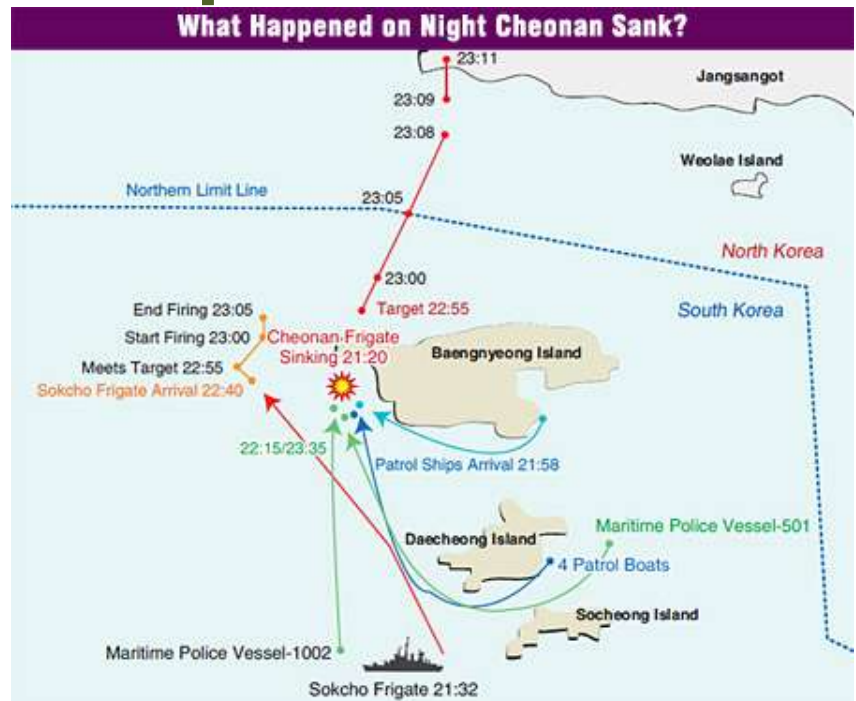 What Happened on Night Cheonan Sank?
23:11
Jangsangot
23:09
23:08
Weolae Island
Northern Limit Line
23:05
North Korea
23:00
Target 22:55
South Korea
End Firing 23:05
Start Firing 23:00
Cheonan Frigate
Sinking 21:20
Baengnyeong Island
Meets Target 22:55
Sokcho Frigate Arrival 22:40
22:15/23:35
Patrol Ships Arrival 21:58
Maritime Police Vessel-501
Daecheong Island
4 Patrol Boats
Socheong Island
Maritime Police Vessel-1002
Sokcho Frigate 21:32